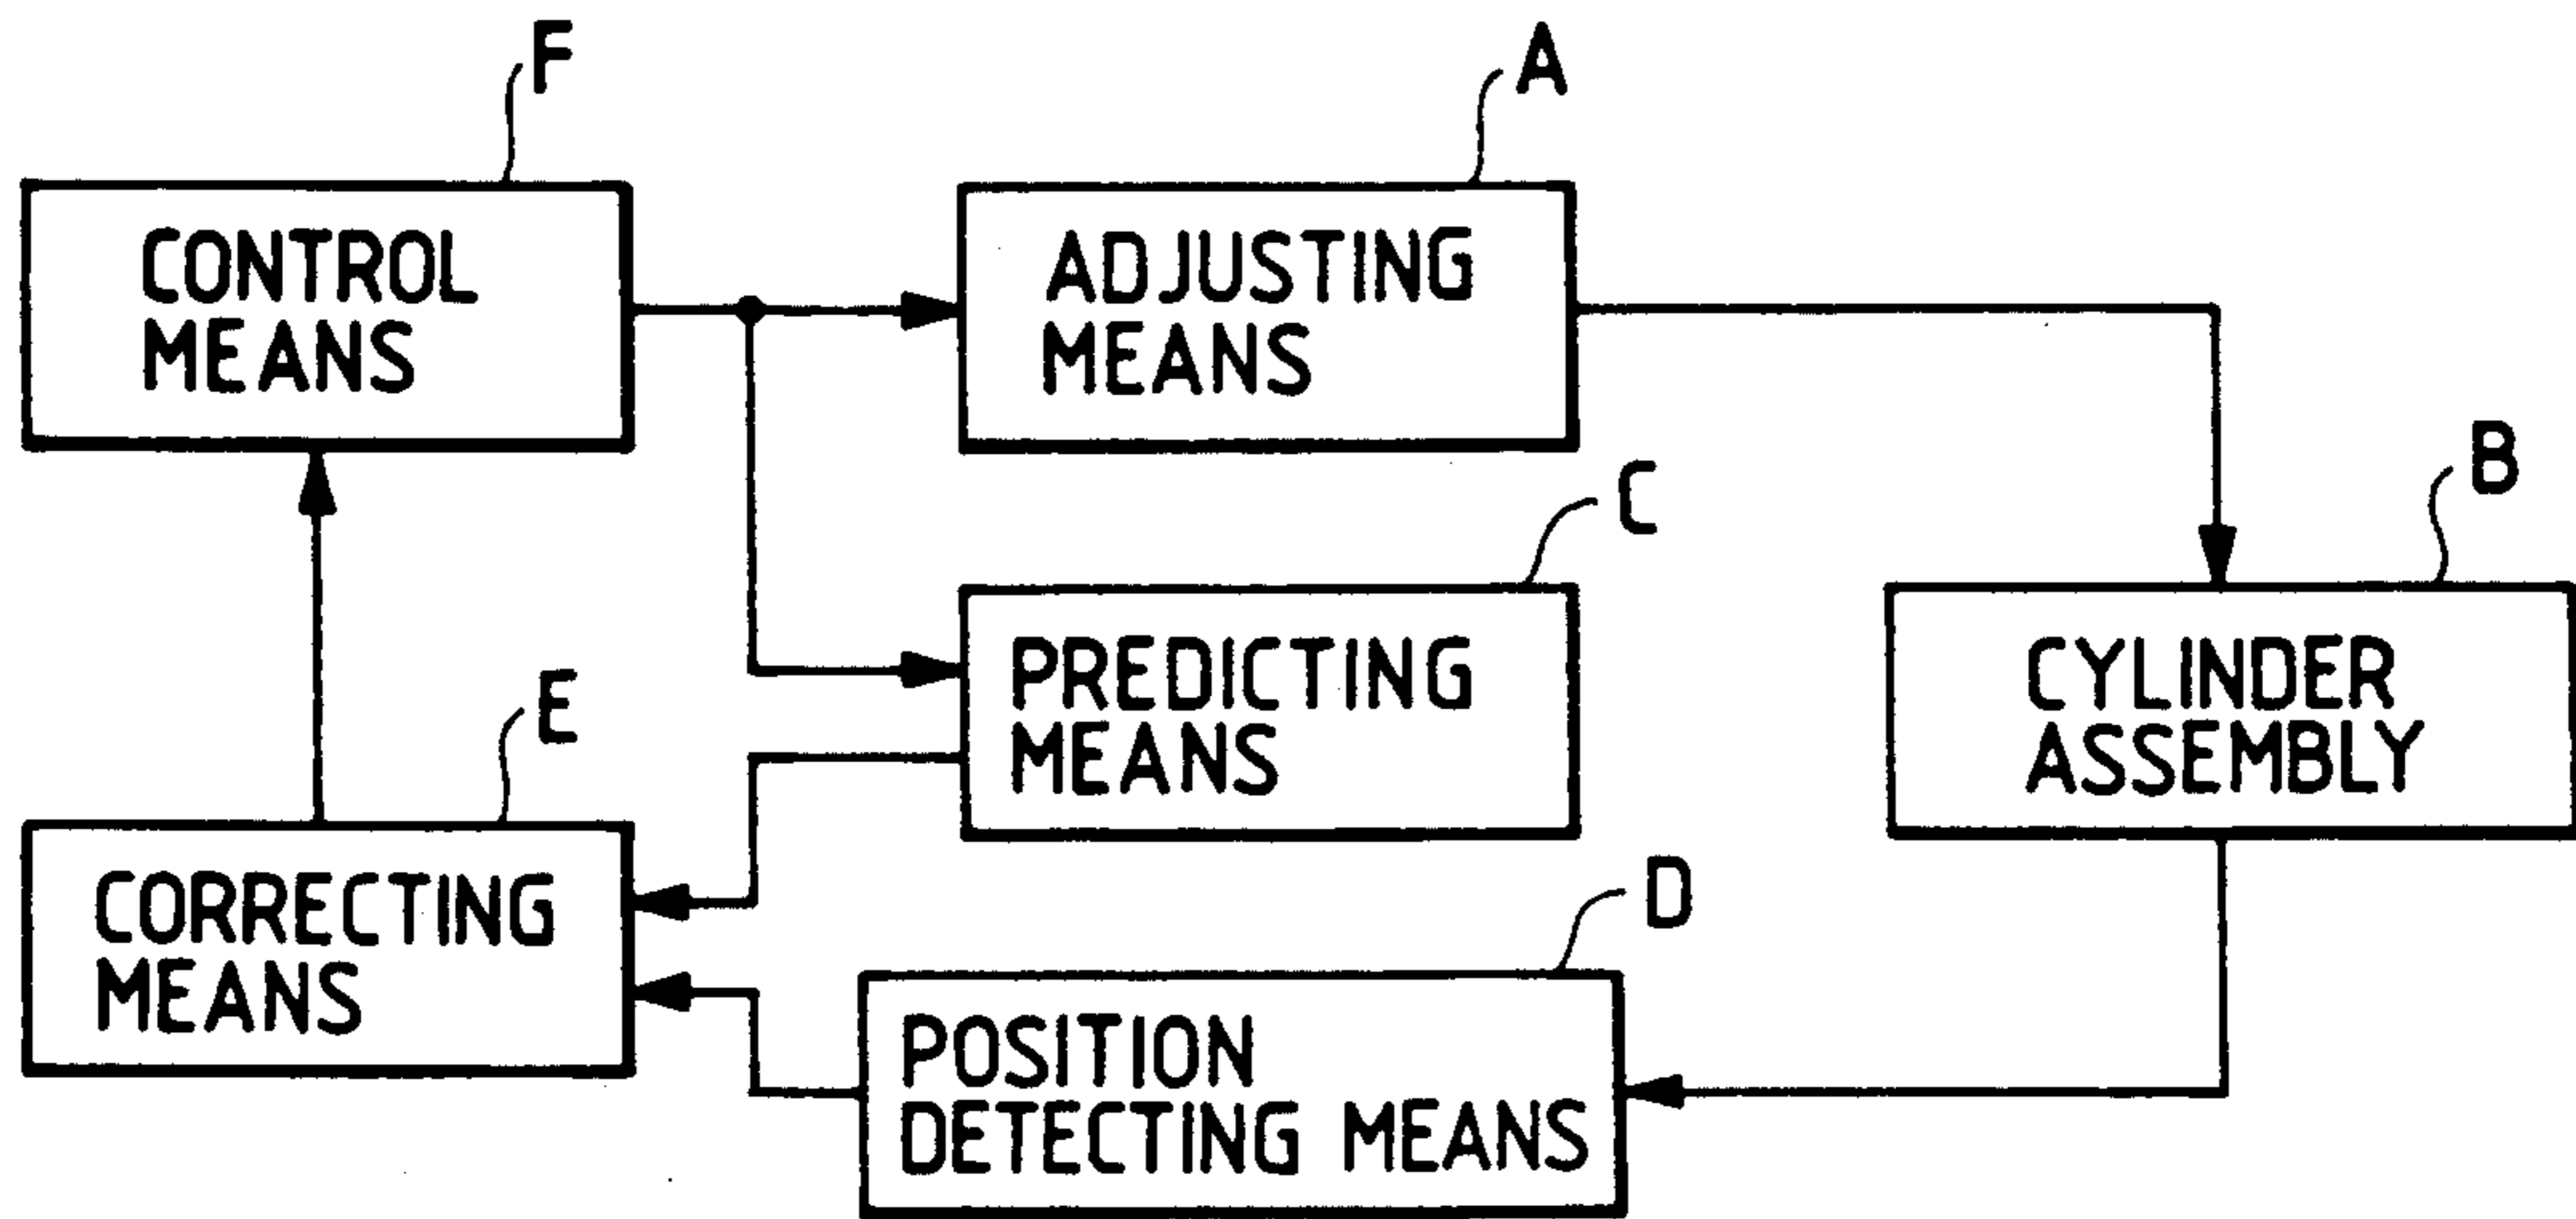 F
A
CONTROL
MEANS
ADJUSTING
MEANS
B
C
CYLINDER
ASSEMBLY
PREDICTING
MEANS
E
CORRECTING
MEANS
D
POSITION
DETECTING MEANS